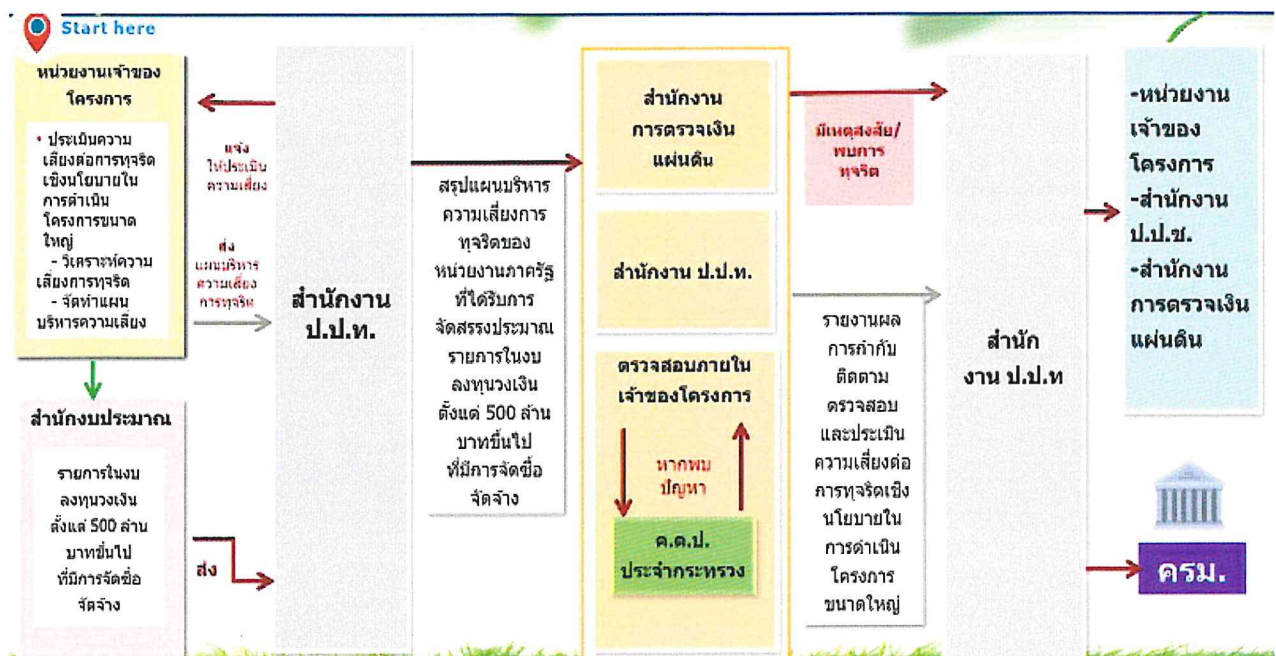 Start here
หน่วยงานเจ้าของ
โครงการ
• ประเมินความ
เสี่ยงต่อการทุจริต
เชิงนโยบายใน
การดำเนิน
โครงการขนาด
ใหญ่
- วิเคราะห์ความ
เสี่ยงการทุจริต
- จัดทำแผน
บริหารความเสี่ยง
สำนักงบประมาณ
รายการในงบ
ลงทุนวงเงิน
ตั้งแต่ 500 ล้าน
บาทขึ้นไป
ที่มีการจัดซื้อ
จัดจ้าง
แจ้ง
ให้ประเมิน
ความเสี่ยง
ส่ง
แผนบริหาร
ความเสี่ยง
การทุจริต
ส่ง
สำนักงาน
ป.ป.ท.
สรุปแผนบริหาร
ความเสี่ยงการ
ทุจริตของ
หน่วยงานภาครัฐ
ที่ได้รับการ
จัดสรรงประมาณ
รายการในงบ
ลงทุนวงเงิน
ตั้งแต่ 500 ล้าน
บาทขึ้นไป
ที่มีการจัดซื้อ
จัดจ้าง
สำนักงาน
การตรวจเงิน
แผ่นดิน
สำนักงาน ป.ป.ท.
ตรวจสอบภายใน
เจ้าของโครงการ
หากพบ
ปัญหา
ค.ต.ป.
ประจำกระทรวง
มีเหตุสงสัย/
พบการ
ทุจริต
รายงานผล
การกำกับ
ติดตาม
ตรวจสอบ
และประเมิน
ความเสี่ยงต่อ
การทุจริตเชิง
นโยบายใน
การดำเนิน
โครงการ
ขนาดใหญ่
สำนัก
งาน ป.ป.ท
-หน่วยงาน
เจ้าของ
โครงการ
-สำนักงาน
ป.ป.ช.
-สำนักงาน
การตรวจเงิน
แผ่นดิน
ครม.